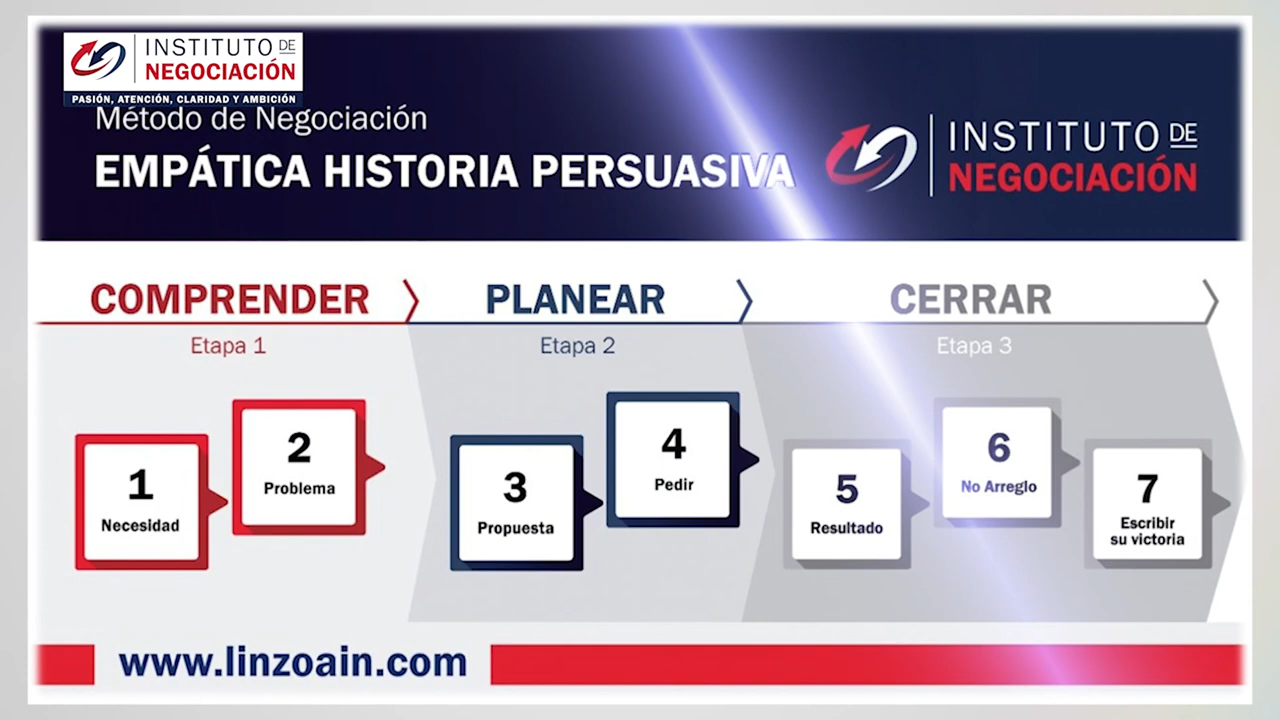 INSTITUTO DE
NEGOCIACIÓN
PASIÓN, ATENCIÓN, CLARIDAD Y AMBICIÓN
Método de Negociación
EMPÁTICA HISTORIA PERSUASIVA
INSTITUTO DE
NEGOCIACIÓN
COMPRENDER
PLANEAR
CERRAR
Etapa 1
Etapa 2
Etapa 3
1
Necesidad
2
Problema
3
Propuesta
4
Pedir
5
Resultado
6
No Arreglo
7
Escribir
su victoria
www.linzoain.com